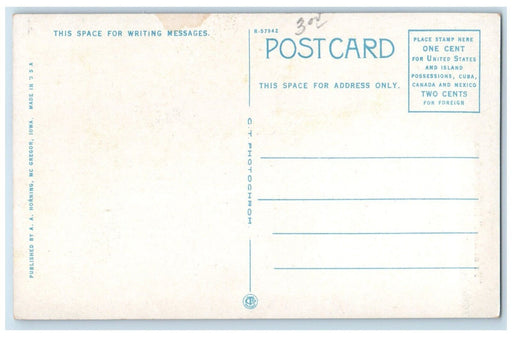 THIS SPACE FOR WRITING MESSAGES.
R-57542
POST CARD
THIS SPACE FOR ADDRESS ONLY.
PLACE STAMP HERE
ONE CENT
FOR UNITED STATES
AND ISLAND
POSSESSIONS, CUBA,
CANADA AND MEXICO
TWO CENTS
FOR FOREIGN
C T PHOTOCHROM
PUBLISHED BY A. A. HORNING, MC GREGOR, IOWA. MADE IN U S A